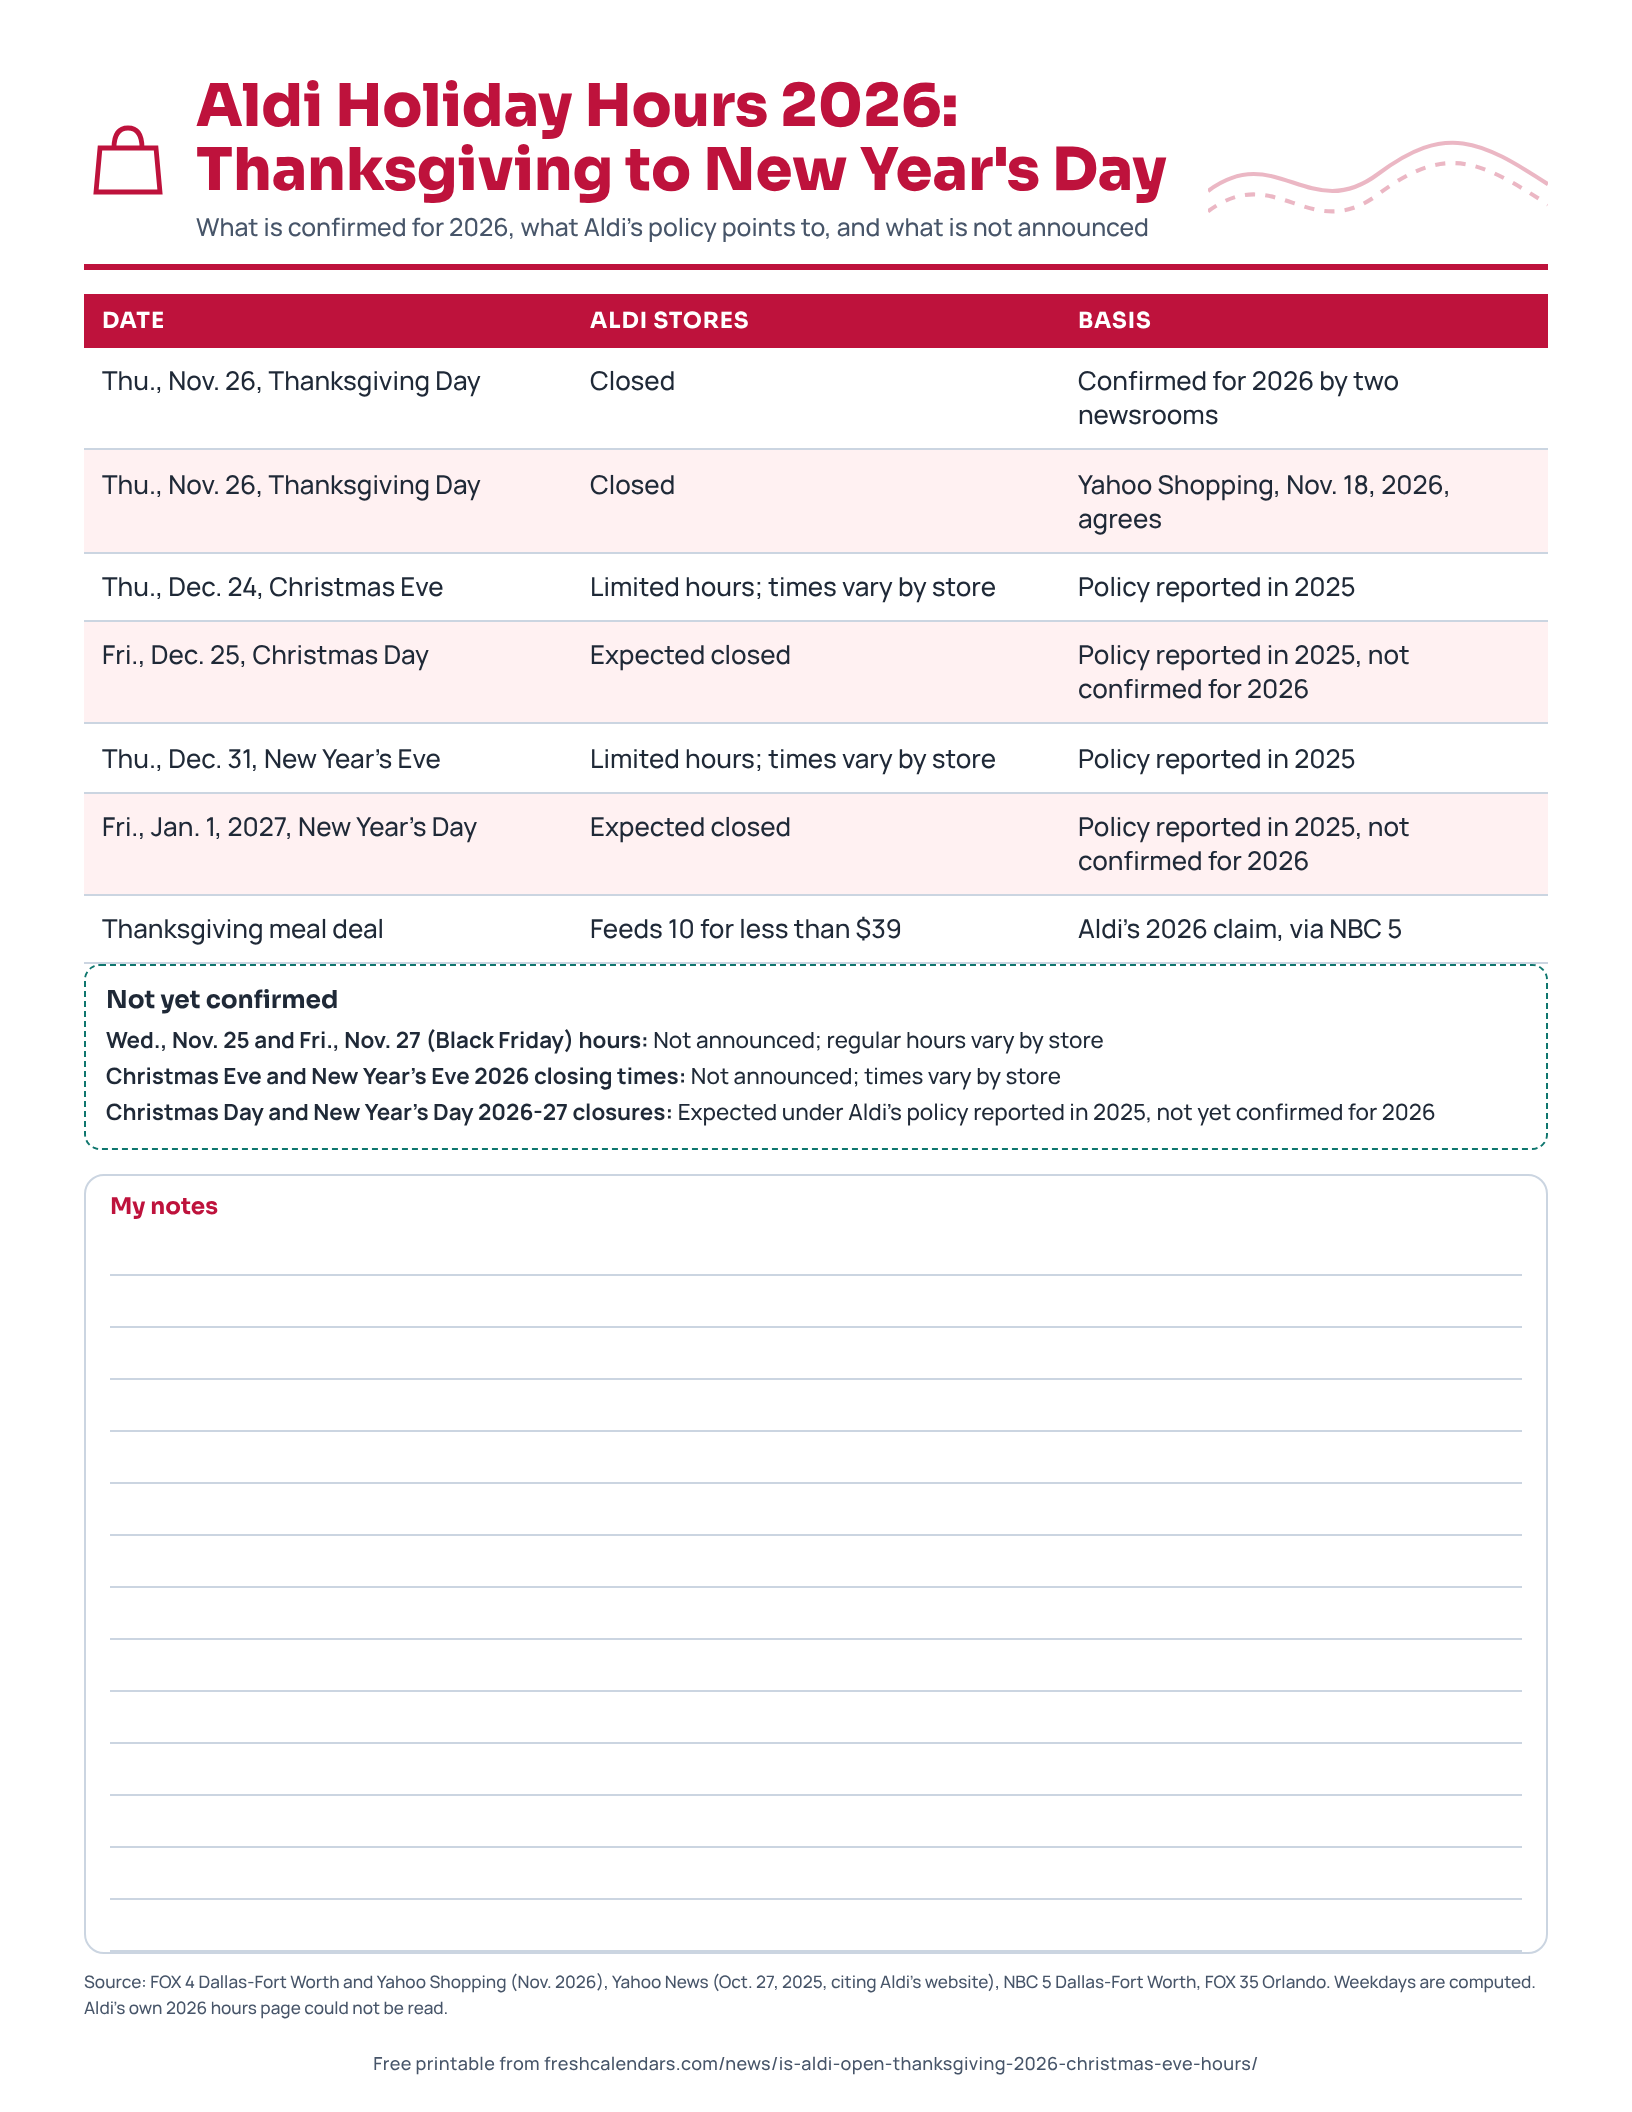 Aldi Holiday Hours 2026:
Thanksgiving to New Year's Day
What is confirmed for 2026, what Aldi’s policy points to, and what is not announced
DATE ALDI STORES BASIS
Thu., Nov. 26, Thanksgiving Day Closed Confirmed for 2026 by two
newsrooms
Thu., Nov. 26, Thanksgiving Day Closed Yahoo Shopping, Nov. 18, 2026,
agrees
Thu., Dec. 24, Christmas Eve Limited hours; times vary by store Policy reported in 2025
Fri., Dec. 25, Christmas Day Expected closed Policy reported in 2025, not
confirmed for 2026
Thu., Dec. 31, New Year’s Eve Limited hours; times vary by store Policy reported in 2025
Fri., Jan. 1, 2027, New Year’s Day Expected closed Policy reported in 2025, not
confirmed for 2026
Thanksgiving meal deal Feeds 10 for less than $39 Aldi’s 2026 claim, via NBC 5
Not yet confirmed
Wed., Nov. 25 and Fri., Nov. 27 (Black Friday) hours: Not announced; regular hours vary by store
Christmas Eve and New Year’s Eve 2026 closing times: Not announced; times vary by store
Christmas Day and New Year’s Day 2026-27 closures: Expected under Aldi’s policy reported in 2025, not yet confirmed for 2026
My notes
Source: FOX 4 Dallas-Fort Worth and Yahoo Shopping (Nov. 2026), Yahoo News (Oct. 27, 2025, citing Aldi’s website), NBC 5 Dallas-Fort Worth, FOX 35 Orlando. Weekdays are computed.
Aldi’s own 2026 hours page could not be read.
Free printable from freshcalendars.com/news/is-aldi-open-thanksgiving-2026-christmas-eve-hours/